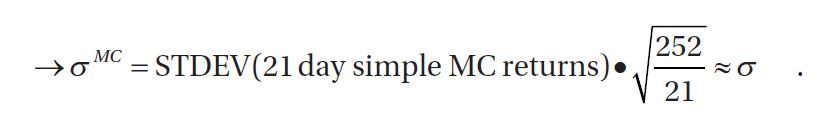 → σ^MC = STDEV(21 day simple MC returns)• √(252/21) ≈ σ .